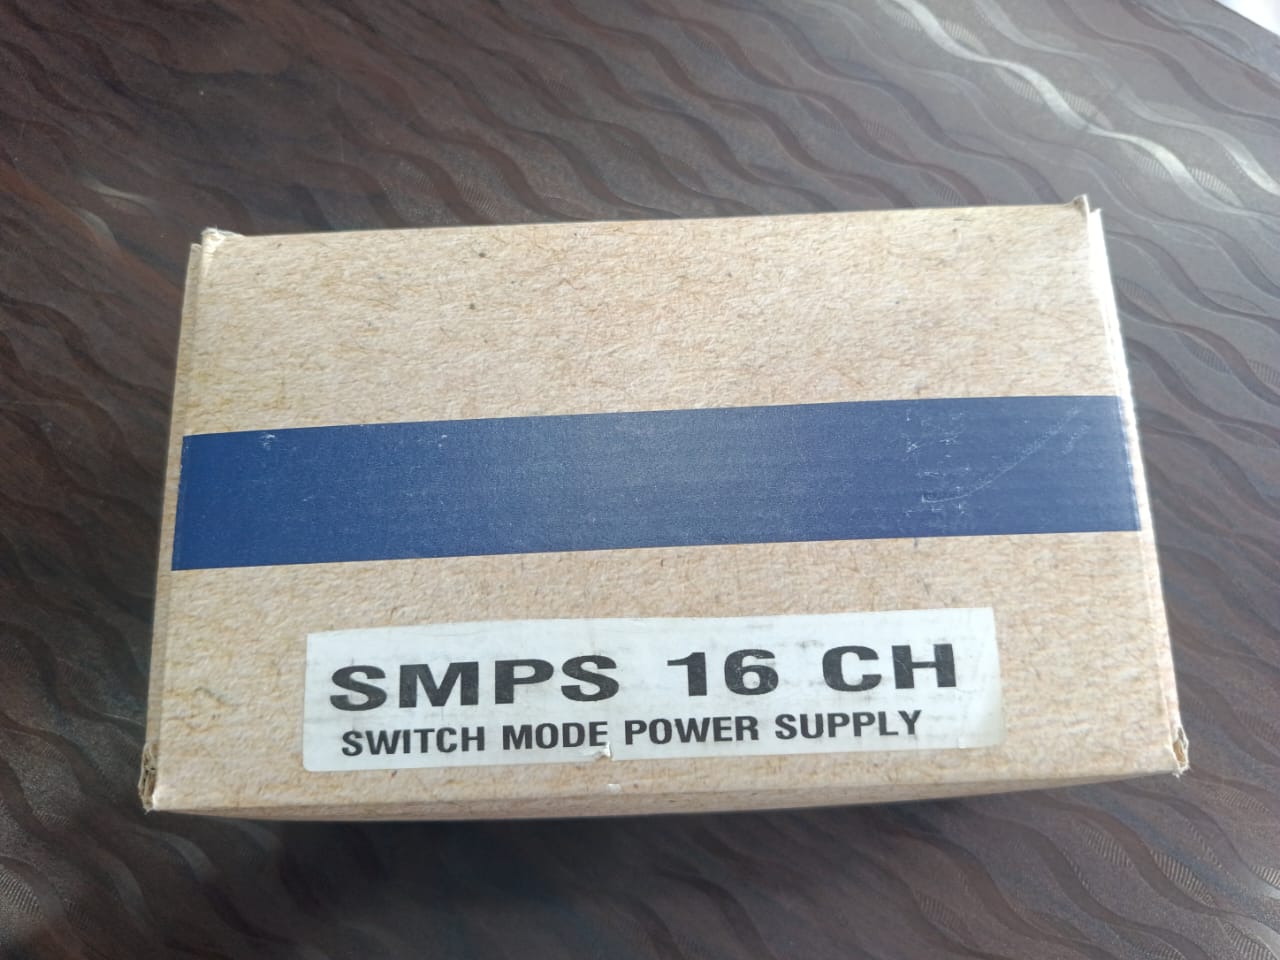 SMPS 16 CH
SWITCH MODE POWER SUPPLY